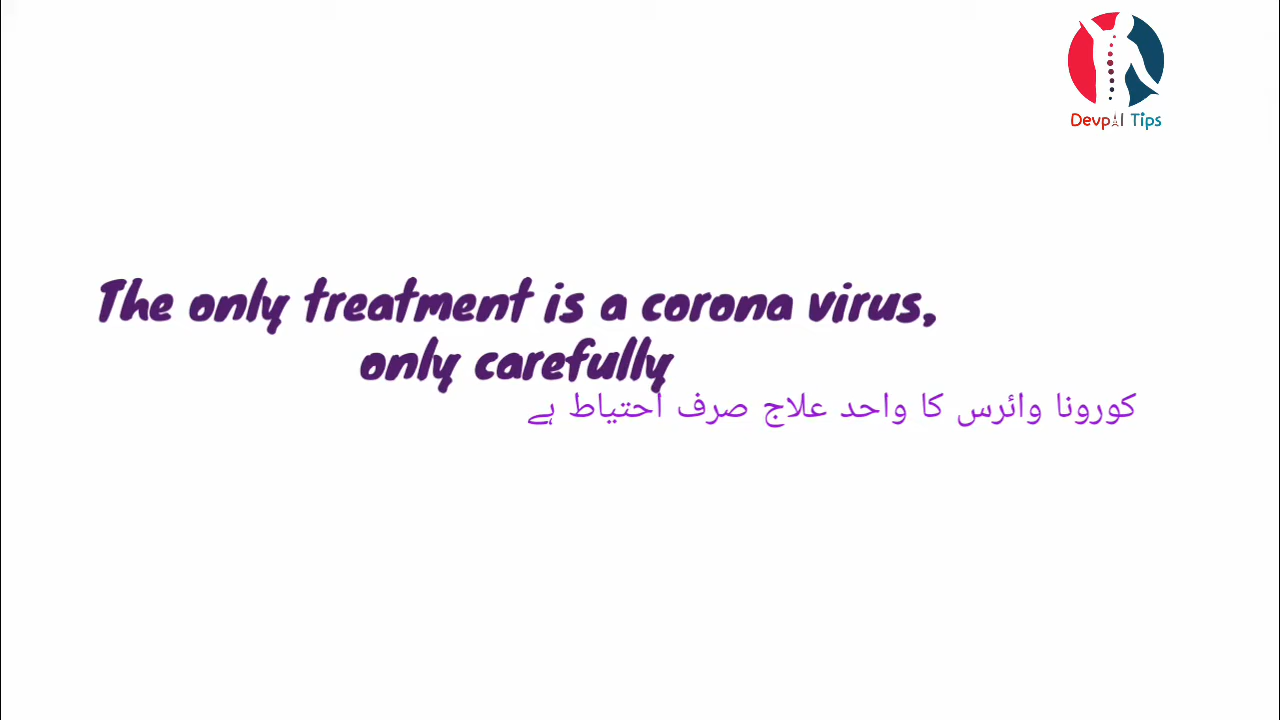 Devpal Tips
The only treatment is a corona virus,
only carefully
کورونا وائرس کا واحد علاج صرف احتیاط ہے